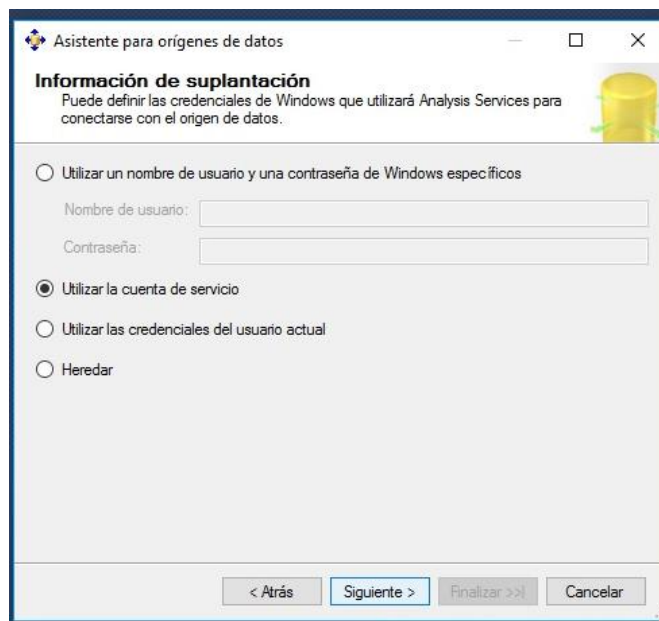 Asistente para orígenes de datos
Información de suplantación
Puede definir las credenciales de Windows que utilizará Analysis Services para
conectarse con el origen de datos.
Utilizar un nombre de usuario y una contraseña de Windows específicos
Nombre de usuario:
Contraseña:
Utilizar la cuenta de servicio
Utilizar las credenciales del usuario actual
Heredar
< Atrás
Siguiente >
Finalizar >>|
Cancelar